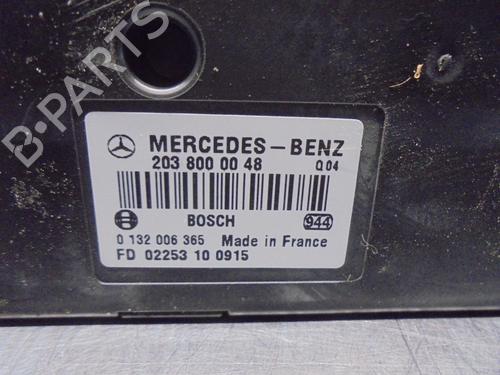 B-PARTS
MERCEDES-BENZ
203 800 00 48 Q04
BOSCH 944
0 132 006 365 Made in France
FD 02253 10 0915